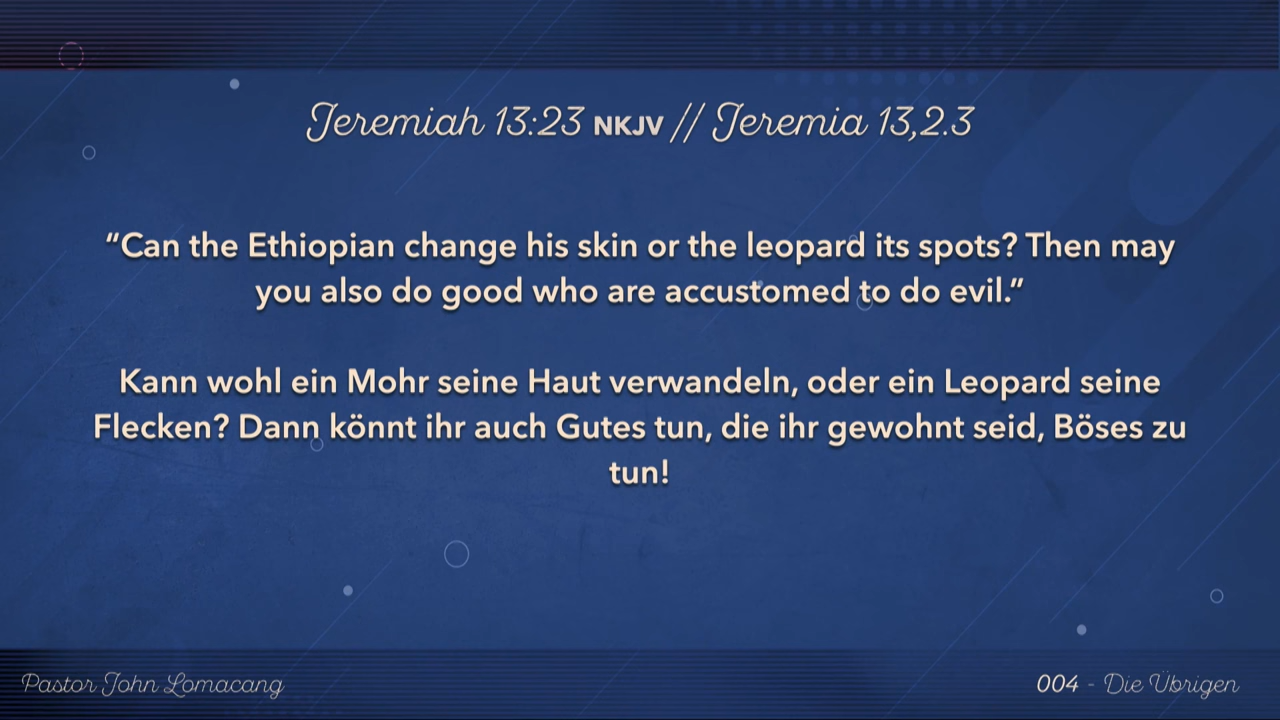 Jeremiah 13:23 NKJV // Jeremia 13,2.3
“Can the Ethiopian change his skin or the leopard its spots? Then may
you also do good who are accustomed to do evil.”
Kann wohl ein Mohr seine Haut verwandeln, oder ein Leopard seine
Flecken? Dann könnt ihr auch Gutes tun, die ihr gewohnt seid, Böses zu
tun!
Pastor John Lomacang
004 - Die Übrigen